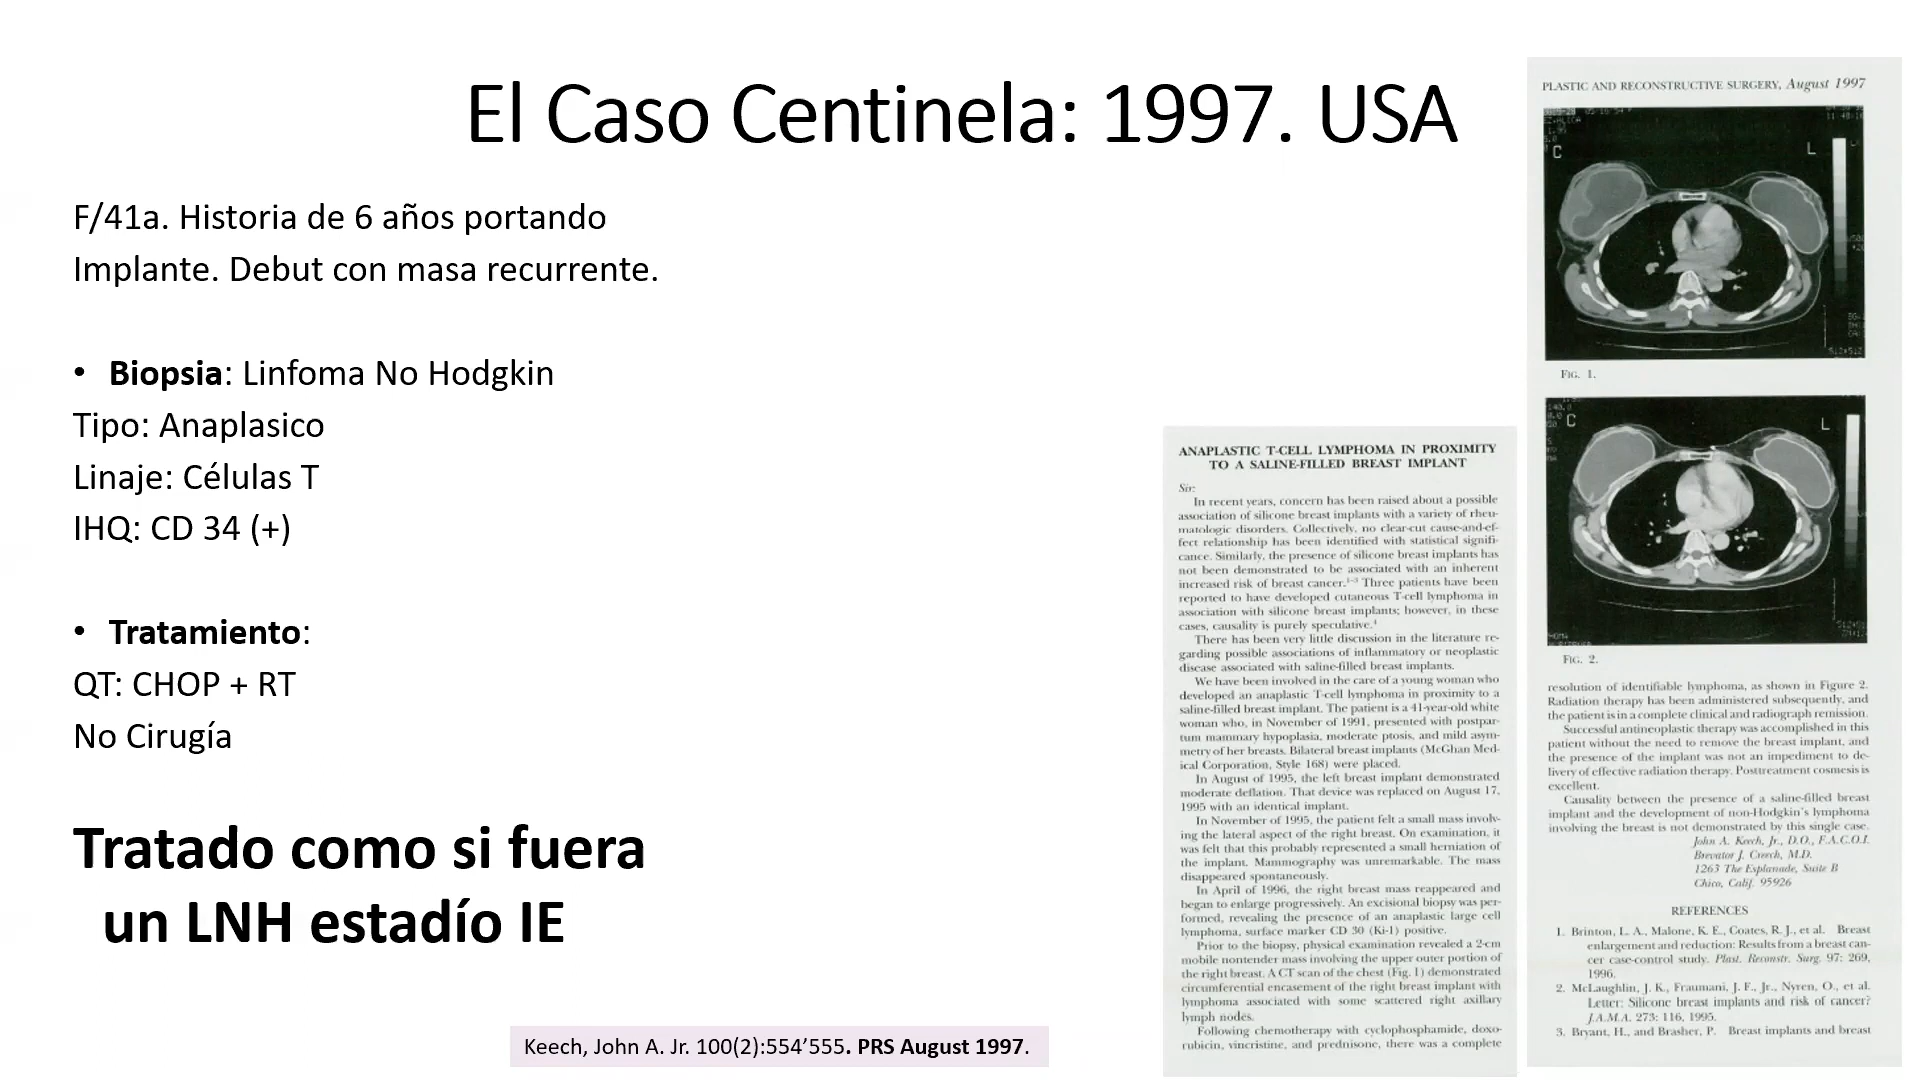 El Caso Centinela: 1997. USA
F/41a. Historia de 6 años portando
Implante. Debut con masa recurrente.
• Biopsia: Linfoma No Hodgkin
Tipo: Anaplasico
Linaje: Células T
IHQ: CD 34 (+)
• Tratamiento:
QT: CHOP + RT
No Cirugía
Tratado como si fuera
un LNH estadío IE
Keech, John A. Jr. 100(2):554’555. PRS August 1997.
ANAPLASTIC T-CELL LYMPHOMA IN PROXIMITY
TO A SALINE-FILLED BREAST IMPLANT
Sir:
In recent years, concern has been raised about a possible
association of silicone breast implants with a variety of rheu-
matologic disorders. Collectively, no clear-cut cause-and-ef-
fect relationship has been identified with statistical signifi-
cance. Similarly, the presence of silicone breast implants has
not been demonstrated to be associated with an inherent
increased risk of breast cancer.1–3 Three patients have been
reported to have developed cutaneous T-cell lymphoma in
association with silicone breast implants; however, in these
cases, causality is purely speculative.4
There has been very little discussion in the literature re-
garding possible associations of inflammatory or neoplastic
disease associated with saline-filled breast implants.
We have been involved in the care of a young woman who
developed an anaplastic T-cell lymphoma in proximity to a
saline-filled breast implant. The patient is a 41-year-old white
woman who, in November of 1991, presented with postpar-
tum mammary hypoplasia, moderate ptosis, and mild asym-
metry of her breasts. Bilateral breast implants (McGhan Med-
ical Corporation, Style 168) were placed.
In August of 1995, the left breast implant demonstrated
moderate deflation. That device was replaced on August 17,
1995 with an identical implant.
In November of 1995, the patient felt a small mass involv-
ing the lateral aspect of the right breast. On examination, it
was felt that this probably represented a small herniation of
the implant. Mammography was unremarkable. The mass
disappeared spontaneously.
In April of 1996, the right breast mass reappeared and
began to enlarge progressively. An excisional biopsy was per-
formed, revealing the presence of an anaplastic large cell
lymphoma, surface marker CD 30 (Ki-1) positive.
Prior to the biopsy, physical examination revealed a 2-cm
mobile nontender mass involving the upper outer portion of
the right breast. A CT scan of the chest (Fig. 1) demonstrated
circumferential encasement of the right breast implant with
lymphoma associated with some scattered right axillary
lymph nodes.
Following chemotherapy with cyclophosphamide, doxo-
rubicin, vincristine, and prednisone, there was a complete
PLASTIC AND RECONSTRUCTIVE SURGERY, August 1997
C
L
FIG. 1.
C
L
FIG. 2.
resolution of identifiable lymphoma, as shown in Figure 2.
Radiation therapy has been administered subsequently, and
the patient is in a complete clinical and radiograph remission.
Successful antineoplastic therapy was accomplished in this
patient without the need to remove the breast implant, and
the presence of the implant was not an impediment to de-
livery of effective radiation therapy. Posttreatment cosmesis is
excellent.
Causality between the presence of a saline-filled breast
implant and the development of non-Hodgkin's lymphoma
involving the breast is not demonstrated by this single case.
John A. Keech, Jr., D.O., F.A.C.O.I.
Brevator J. Creech, M.D.
1263 The Esplanade, Suite B
Chico, Calif. 95926
REFERENCES
1. Brinton, L. A., Malone, K. E., Coates, R. J., et al. Breast
enlargement and reduction: Results from a breast can-
cer case-control study. Plast. Reconstr. Surg. 97: 269,
1996.
2. McLaughlin, J. K., Fraumani, J. F., Jr., Nyren, O., et al.
Letter: Silicone breast implants and risk of cancer?
J.A.M.A. 273: 116, 1995.
3. Bryant, H., and Brasher, P. Breast implants and breast